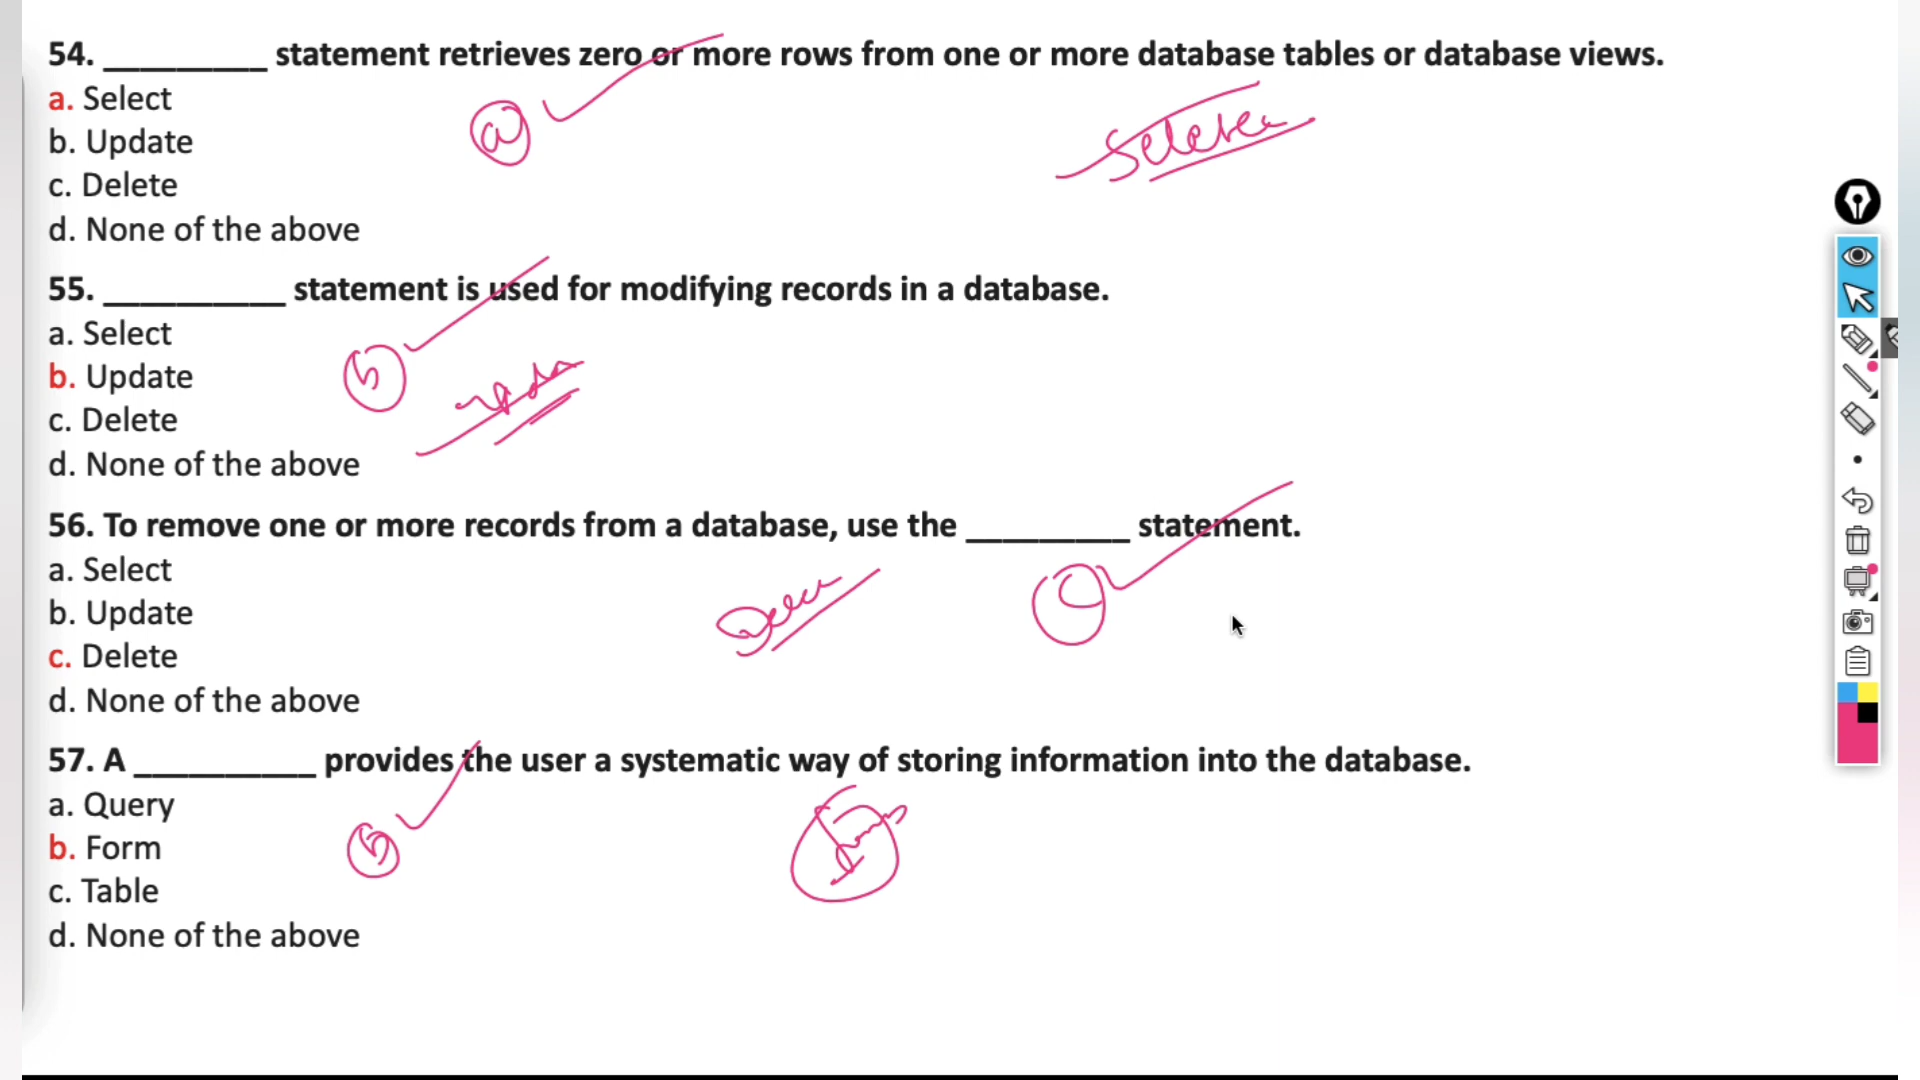 54. _________ statement retrieves zero or more rows from one or more database tables or database views.
a. Select
b. Update
c. Delete
d. None of the above
a
55. __________ statement is used for modifying records in a database.
a. Select
b. Update
c. Delete
d. None of the above
b
56. To remove one or more records from a database, use the _________ statement.
a. Select
b. Update
c. Delete
d. None of the above
C
57. A __________ provides the user a systematic way of storing information into the database.
a. Query
b. Form
c. Table
d. None of the above
b